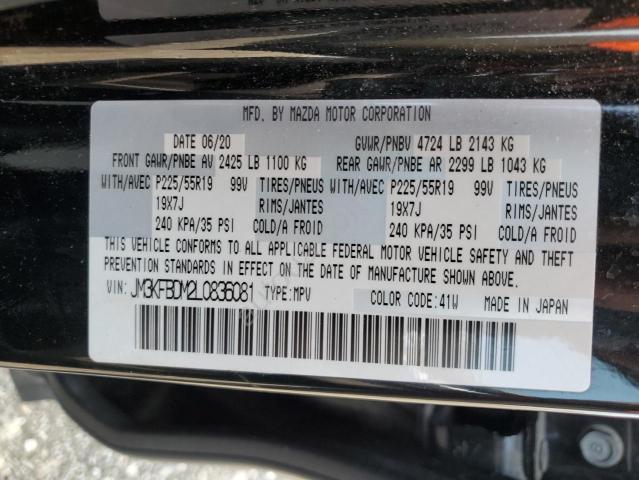 MFD. BY MAZDA MOTOR CORPORATION
DATE 06/20 GVWR/PNBV 4724 LB 2143 KG
FRONT GAWR/PNBE AV 2425 LB 1100 KG REAR GAWR/PNBE AR 2299 LB 1043 KG
WITH/AVEC P225/55R19 99V TIRES/PNEUS WITH/AVEC P225/55R19 99V TIRES/PNEUS
19X7J RIMS/JANTES 19X7J RIMS/JANTES
240 KPA/35 PSI COLD/A FROID 240 KPA/35 PSI COLD/A FROID
THIS VEHICLE CONFORMS TO ALL APPLICABLE FEDERAL MOTOR VEHICLE SAFETY AND THEFT
PREVENTION STANDARDS IN EFFECT ON THE DATE OF MANUFACTURE SHOWN ABOVE.
VIN: JM3KFBDM2L0836081 TYPE: MPV COLOR CODE: 41W MADE IN JAPAN